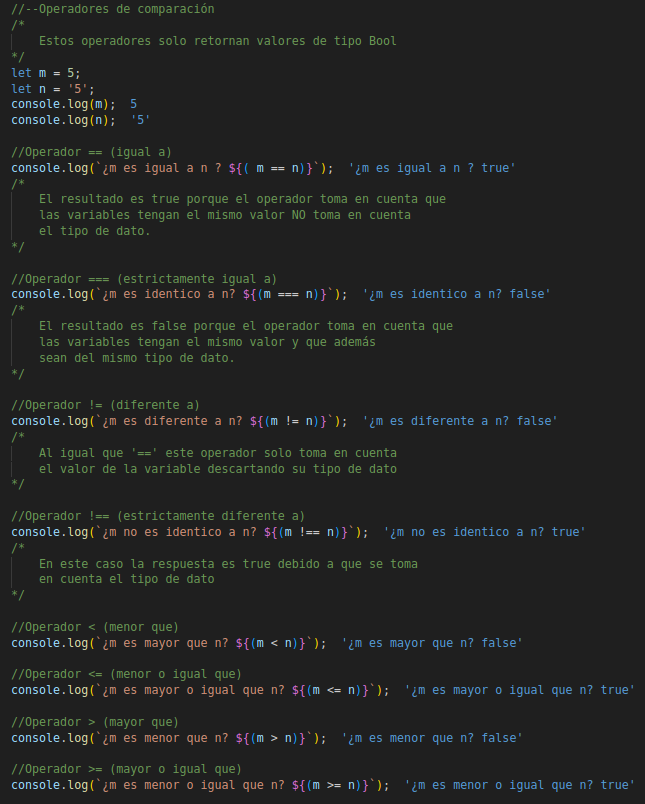 //--Operadores de comparación
/*
    Estos operadores solo retornan valores de tipo Bool
*/
let m = 5;
let n = '5';
console.log(m);  5
console.log(n);  '5'

//Operador == (igual a)
console.log(`¿m es igual a n ? ${( m == n)}`);  '¿m es igual a n ? true'
/*
    El resultado es true porque el operador toma en cuenta que
    las variables tengan el mismo valor NO toma en cuenta
    el tipo de dato.
*/

//Operador === (estrictamente igual a)
console.log(`¿m es identico a n? ${(m === n)}`);  '¿m es identico a n? false'
/*
    El resultado es false porque el operador toma en cuenta que
    las variables tengan el mismo valor y que además
    sean del mismo tipo de dato.
*/

//Operador != (diferente a)
console.log(`¿m es diferente a n? ${(m != n)}`);  '¿m es diferente a n? false'
/*
    Al igual que '==' este operador solo toma en cuenta
    el valor de la variable descartando su tipo de dato
*/

//Operador !== (estrictamente diferente a)
console.log(`¿m no es identico a n? ${(m !== n)}`);  '¿m no es identico a n? true'
/*
    En este caso la respuesta es true debido a que se toma
    en cuenta el tipo de dato
*/

//Operador < (menor que)
console.log(`¿m es mayor que n? ${(m < n)}`);  '¿m es mayor que n? false'

//Operador <= (menor o igual que)
console.log(`¿m es mayor o igual que n? ${(m <= n)}`);  '¿m es mayor o igual que n? true'

//Operador > (mayor que)
console.log(`¿m es menor que n? ${(m > n)}`);  '¿m es menor que n? false'

//Operador >= (mayor o igual que)
console.log(`¿m es menor o igual que n? ${(m >= n)}`);  '¿m es menor o igual que n? true'